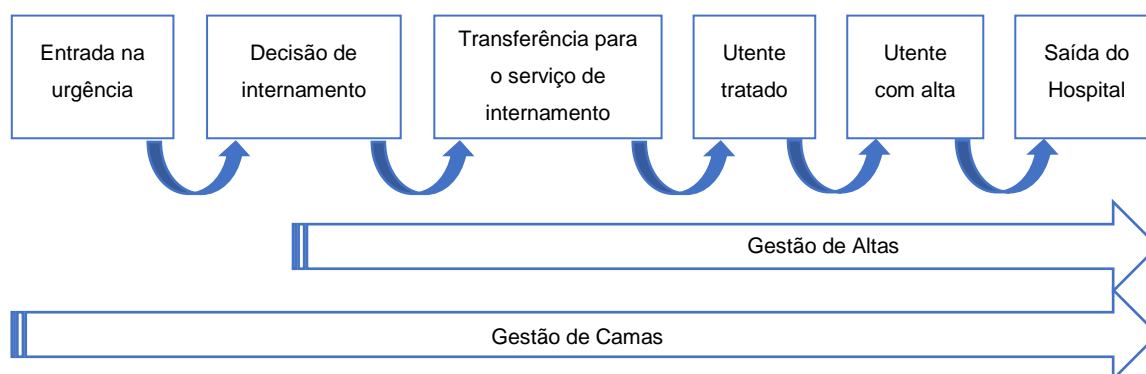 Entrada na
urgência
Decisão de
internamento
Transferência para
o serviço de
internamento
Utente
tratado
Utente
com alta
Saída do
Hospital
Gestão de Altas
Gestão de Camas